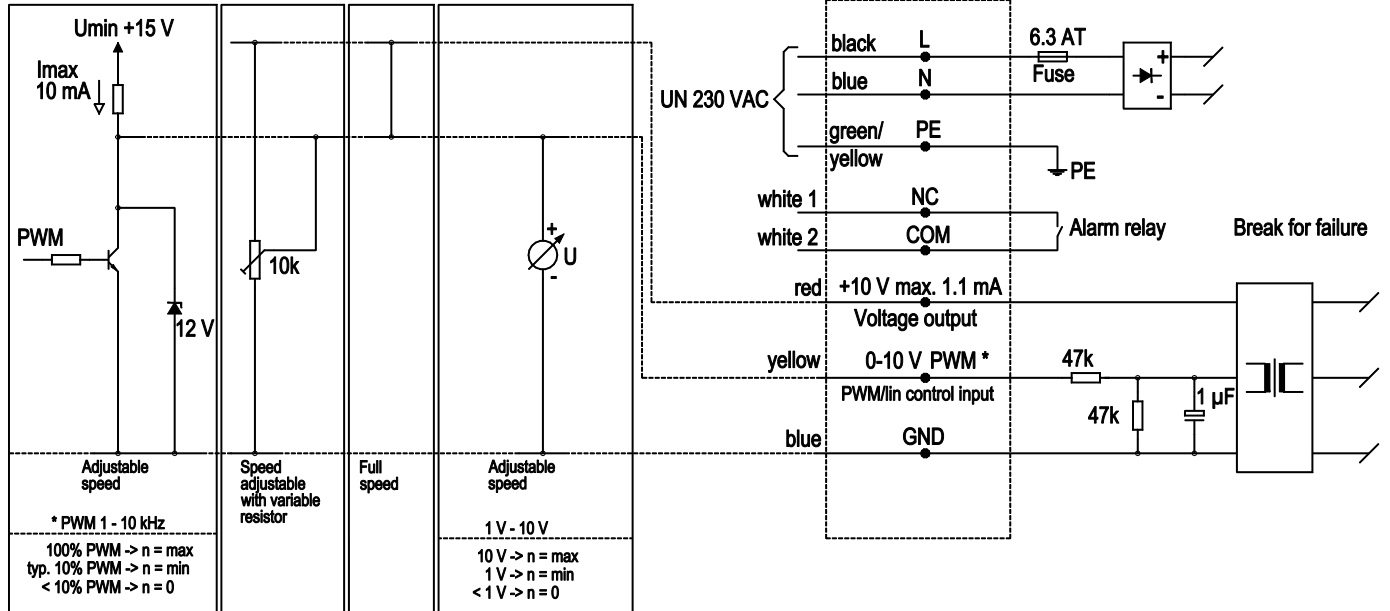 Umin +15 V
Imax
10 mA
PWM
12 V
Adjustable
speed
* PWM 1 - 10 kHz
100% PWM -> n = max
typ. 10% PWM -> n = min
< 10% PWM -> n = 0
10k
Speed
adjustable
with variable
resistor
Full
speed
+
U
-
Adjustable
speed
1 V - 10 V
10 V -> n = max
1 V -> n = min
< 1 V -> n = 0
UN 230 VAC
black
L
6.3 AT
Fuse
+
-
blue
N
green/
yellow
PE
PE
white 1
NC
white 2
COM
Alarm relay
Break for failure
red
+10 V max. 1.1 mA
Voltage output
yellow
0-10 V PWM *
PWM/lin control input
47k
47k
1 µF
blue
GND